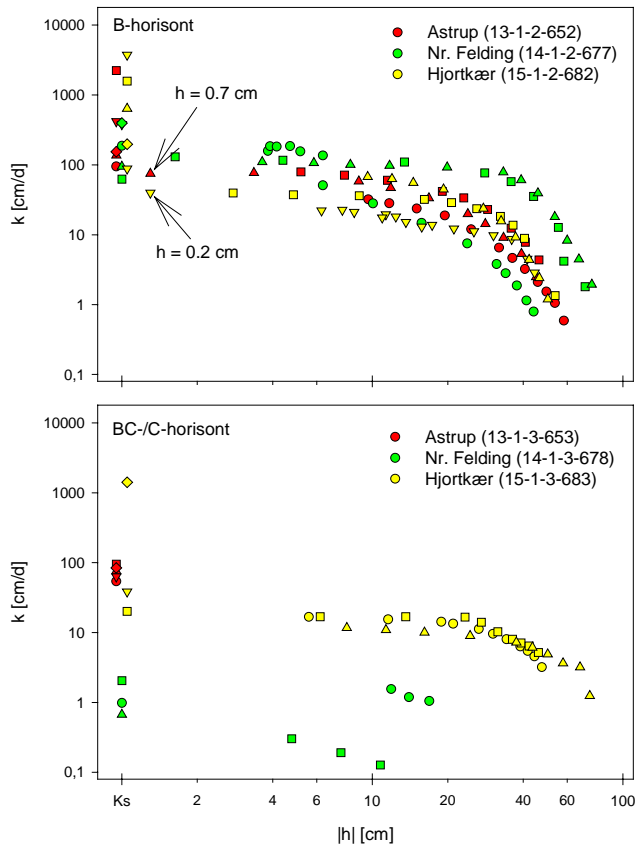 B-horisont
Astrup (13-1-2-652)
Nr. Felding (14-1-2-677)
Hjortkær (15-1-2-682)
h = 0.7 cm
h = 0.2 cm
k [cm/d]
10000
1000
100
10
1
0,1
BC-/C-horisont
Astrup (13-1-3-653)
Nr. Felding (14-1-3-678)
Hjortkær (15-1-3-683)
k [cm/d]
10000
1000
100
10
1
0,1
Ks 2 4 6 10 20 40 60 100
|h| [cm]